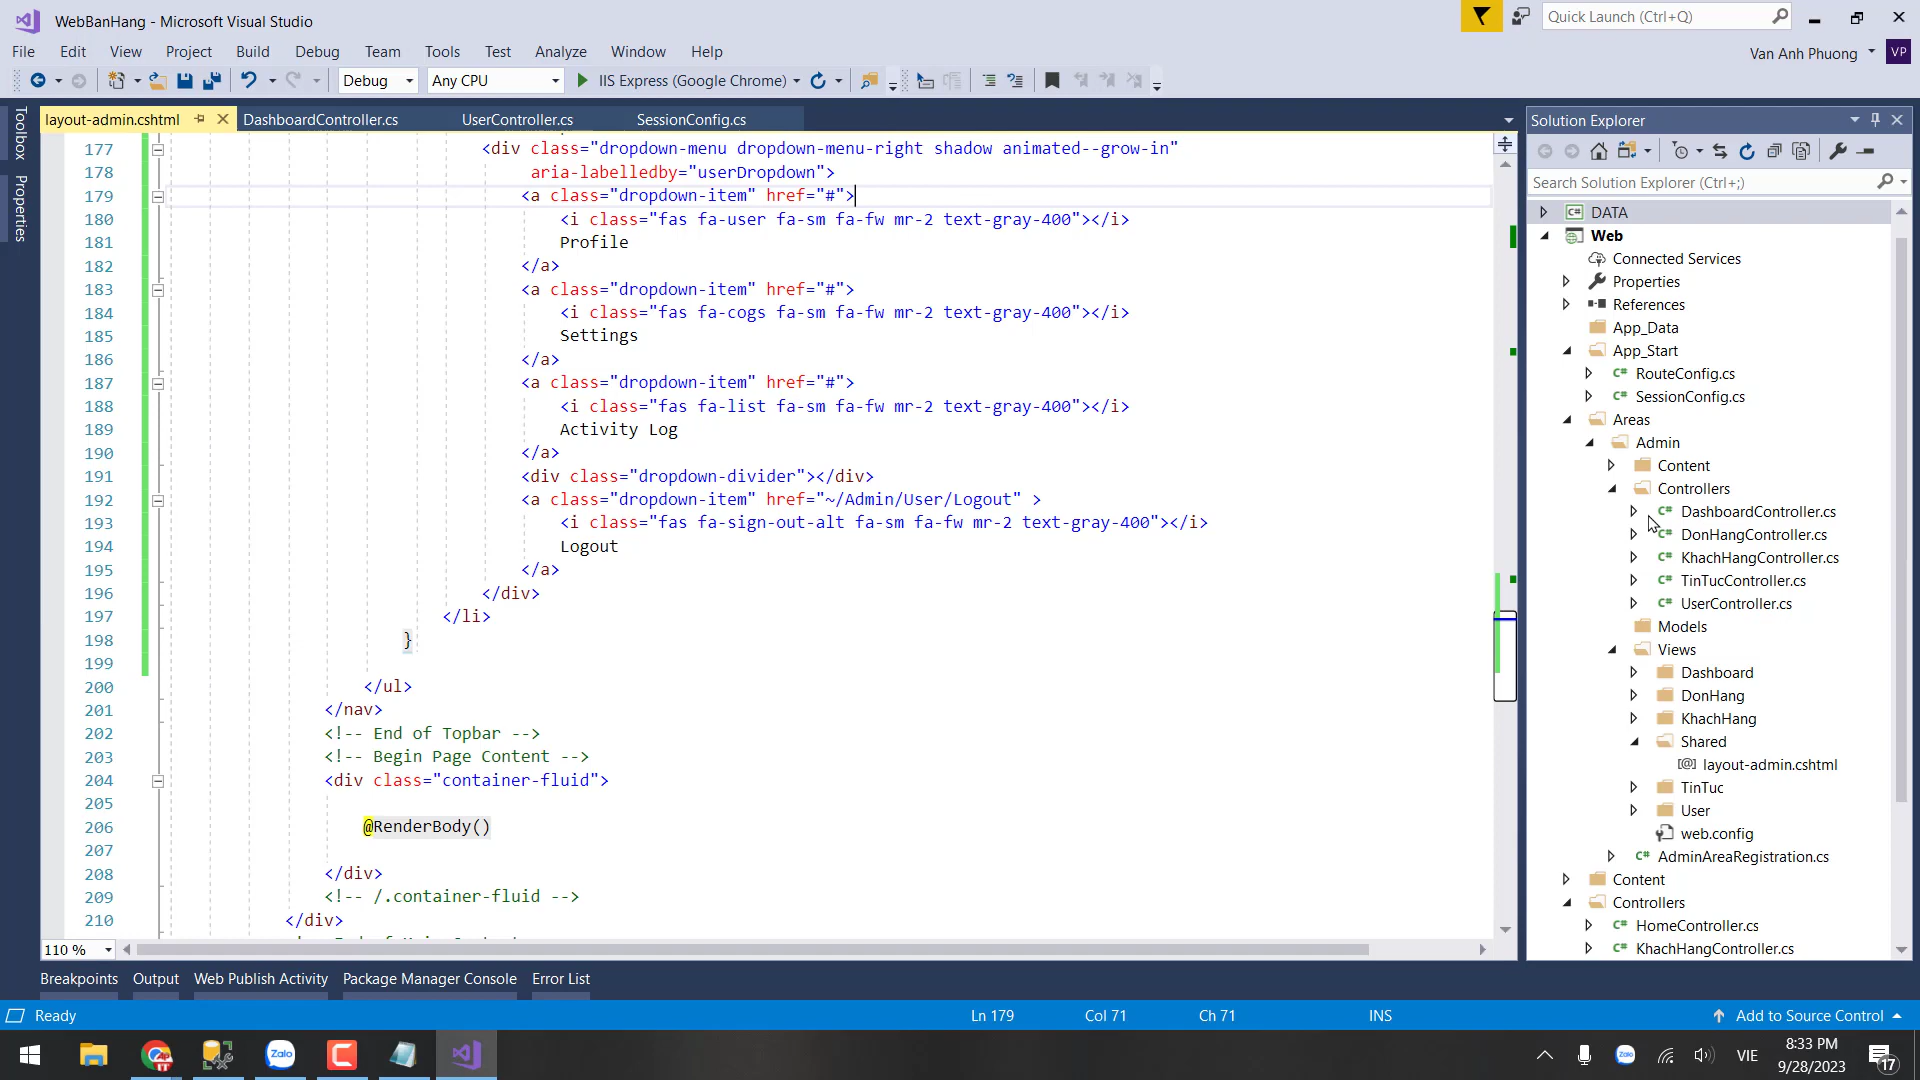 WebBanHang - Microsoft Visual Studio
Quick Launch (Ctrl+Q)
File Edit View Project Build Debug Team Tools Test Analyze Window Help
Van Anh Phuong VP
Debug Any CPU IIS Express (Google Chrome)
layout-admin.cshtml DashboardController.cs UserController.cs SessionConfig.cs
Toolbox
Properties
177 <div class="dropdown-menu dropdown-menu-right shadow animated--grow-in"
178 aria-labelledby="userDropdown">
179 <a class="dropdown-item" href="#">
180 <i class="fas fa-user fa-sm fa-fw mr-2 text-gray-400"></i>
181 Profile
182 </a>
183 <a class="dropdown-item" href="#">
184 <i class="fas fa-cogs fa-sm fa-fw mr-2 text-gray-400"></i>
185 Settings
186 </a>
187 <a class="dropdown-item" href="#">
188 <i class="fas fa-list fa-sm fa-fw mr-2 text-gray-400"></i>
189 Activity Log
190 </a>
191 <div class="dropdown-divider"></div>
192 <a class="dropdown-item" href="~/Admin/User/Logout" >
193 <i class="fas fa-sign-out-alt fa-sm fa-fw mr-2 text-gray-400"></i>
194 Logout
195 </a>
196 </div>
197 </li>
198 }
199
200 </ul>
201 </nav>
202 <!-- End of Topbar -->
203 <!-- Begin Page Content -->
204 <div class="container-fluid">
205
206 @RenderBody()
207
208 </div>
209 <!-- /.container-fluid -->
210 </div>
110 %
Solution Explorer
Search Solution Explorer (Ctrl+;)
DATA
Web
Connected Services
Properties
References
App_Data
App_Start
RouteConfig.cs
SessionConfig.cs
Areas
Admin
Content
Controllers
DashboardController.cs
DonHangController.cs
KhachHangController.cs
TinTucController.cs
UserController.cs
Models
Views
Dashboard
DonHang
KhachHang
Shared
layout-admin.cshtml
TinTuc
User
web.config
AdminAreaRegistration.cs
Content
Controllers
HomeController.cs
KhachHangController.cs
Breakpoints Output Web Publish Activity Package Manager Console Error List
Ready Ln 179 Col 71 Ch 71 INS Add to Source Control
Zalo
VIE
8:33 PM
9/28/2023
17